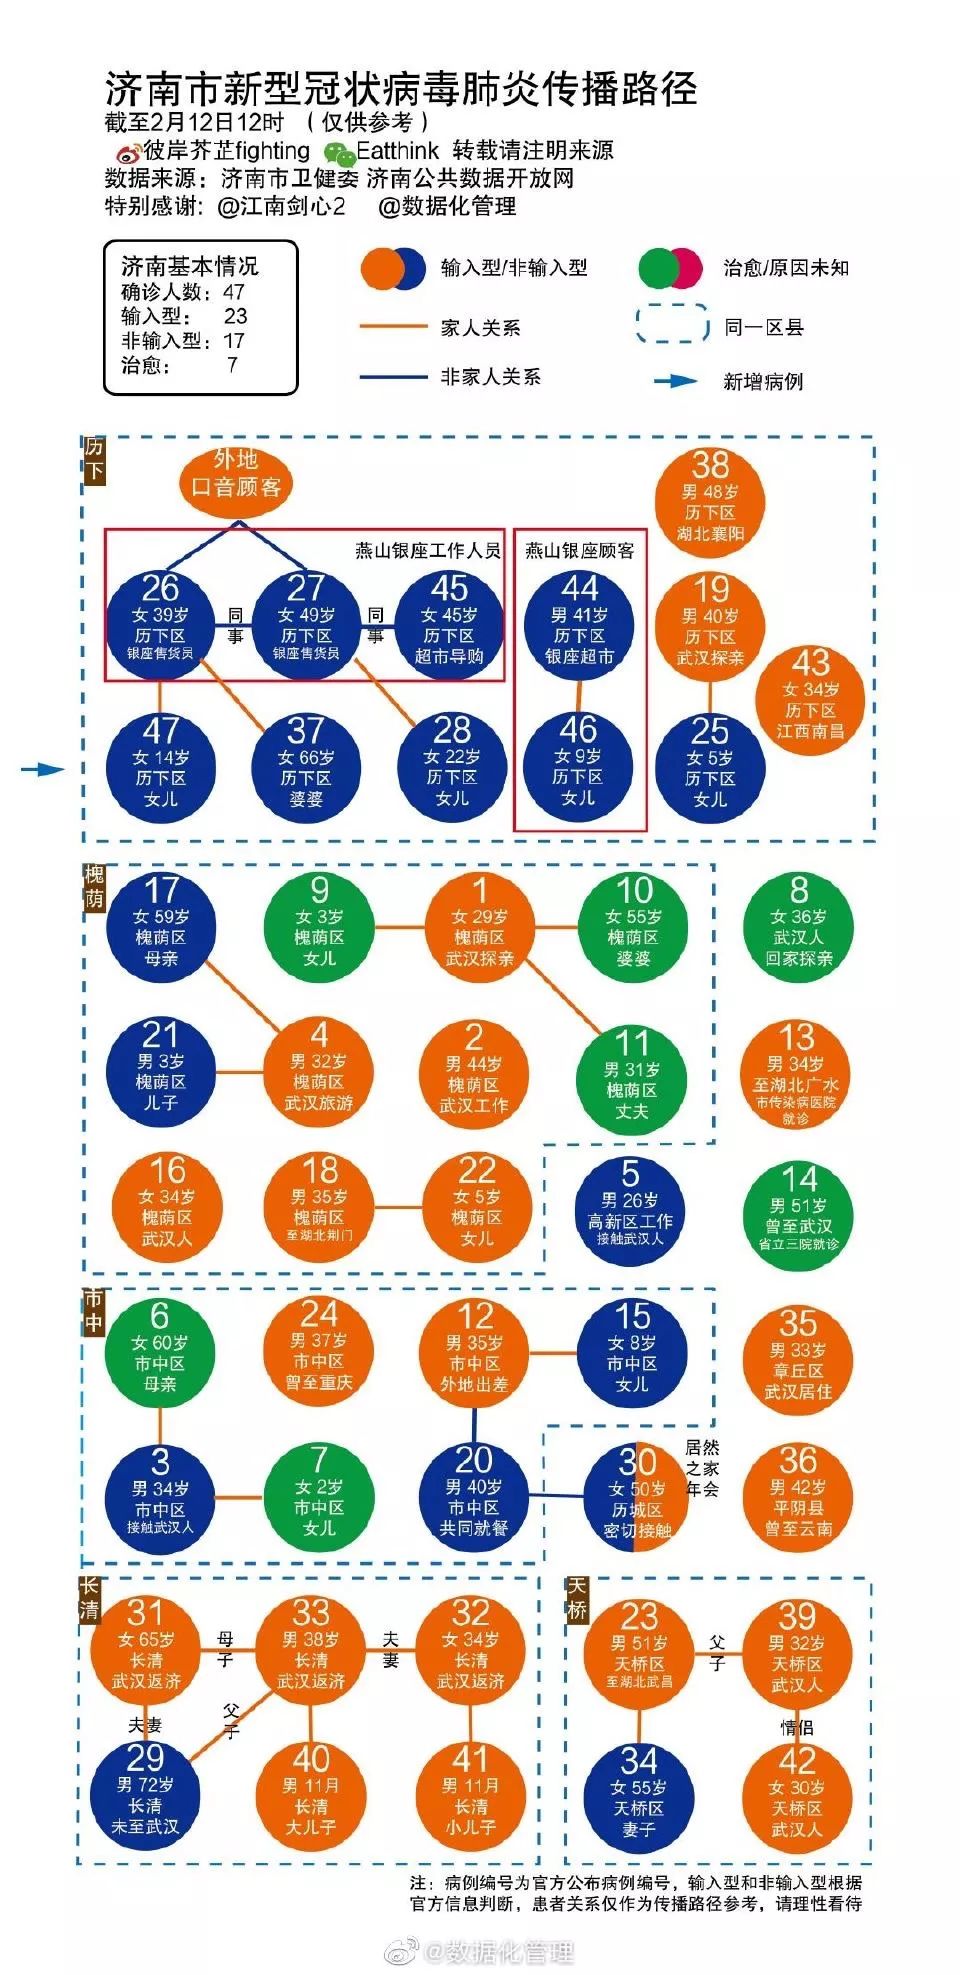 济南市新型冠状病毒肺炎传播路径
截至2月12日12时 （仅供参考）
彼岸芥芷fighting Eatthink 转载请注明来源
数据来源：济南市卫健委 济南公共数据开放网
特别感谢: @江南剑心2 @数据化管理
济南基本情况
确诊人数: 47
输入型: 23
非输入型: 17
治愈: 7
输入型/非输入型
治愈/原因未知
家人关系
同一区县
非家人关系
新增病例
历下
外地
口音顾客
38
男 48岁
历下区
湖北襄阳
燕山银座工作人员
燕山银座顾客
26
女 39岁
历下区
银座售货员
同事
27
女 49岁
历下区
银座售货员
同事
45
女 45岁
历下区
超市导购
44
男 41岁
历下区
银座超市
19
男 40岁
历下区
武汉探亲
43
女 34岁
历下区
江西南昌
47
女 14岁
历下区
女儿
37
女 66岁
历下区
婆婆
28
女 22岁
历下区
女儿
46
女 9岁
历下区
女儿
25
女 5岁
历下区
女儿
槐荫
17
女 59岁
槐荫区
母亲
9
女 3岁
槐荫区
女儿
1
女 29岁
槐荫区
武汉探亲
10
女 55岁
槐荫区
婆婆
8
女 36岁
武汉人
回家探亲
21
男 3岁
槐荫区
儿子
4
男 32岁
槐荫区
武汉旅游
2
男 44岁
槐荫区
武汉工作
11
男 31岁
槐荫区
丈夫
13
男 34岁
至湖北广水
市传染病医院
就诊
16
女 34岁
槐荫区
武汉人
18
男 35岁
槐荫区
至湖北荆门
22
女 5岁
槐荫区
女儿
5
男 26岁
高新区工作
接触武汉人
14
男 51岁
曾至武汉
省立三院就诊
市中
6
女 60岁
市中区
母亲
24
男 37岁
市中区
曾至重庆
12
男 35岁
市中区
外地出差
15
女 8岁
市中区
女儿
35
男 33岁
章丘区
武汉居住
3
男 34岁
市中区
接触武汉人
7
女 2岁
市中区
女儿
20
男 40岁
市中区
共同就餐
30
女 50岁
历城区
密切接触
居然
之家
年会
36
男 42岁
平阴县
曾至云南
长清
31
女 65岁
长清
武汉返济
母子
33
男 38岁
长清
武汉返济
夫妻
32
女 34岁
长清
武汉返济
天桥
23
男 51岁
天桥区
至湖北武昌
父子
39
男 32岁
天桥区
武汉人
夫妻
父子
情侣
29
男 72岁
长清
未至武汉
40
男 11月
长清
大儿子
41
男 11月
长清
小儿子
34
女 55岁
天桥区
妻子
42
女 30岁
天桥区
武汉人
注：病例编号为官方公布病例编号，输入型和非输入型根据
官方信息判断，患者关系仅作为传播路径参考，请理性看待
@数据化管理